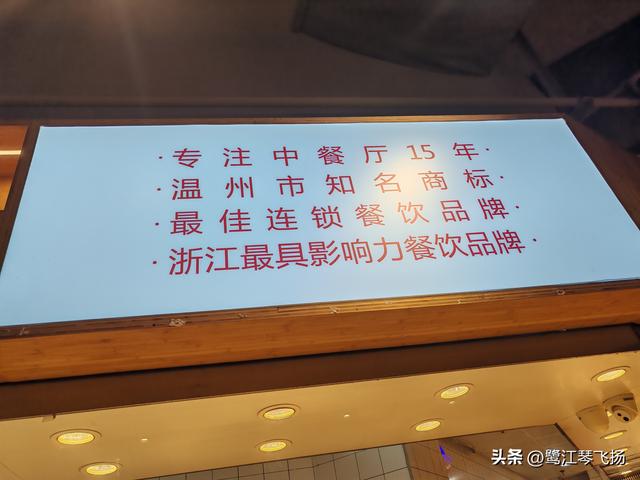 ·专注中餐厅15年·
·温州市知名商标·
·最佳连锁餐饮品牌·
·浙江最具影响力餐饮品牌·
头条 @鹭江琴飞扬